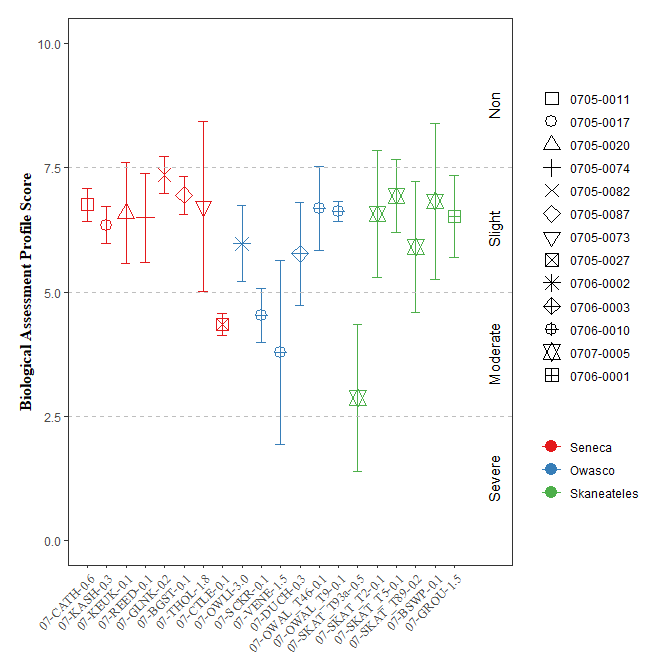 Biological Assessment Profile Score
10.0
7.5
5.0
2.5
0.0
Non
Slight
Moderate
Severe
07-CATH-0.6
07-KASH-0.3
07-KEUK-0.1
07-REED-0.1
07-GLNK-0.2
07-BGST-0.1
07-THOL-1.8
07-CTLE-0.1
07-OWLI-3.0
07-SCKR-0.1
07-VENE-1.5
07-DUCH-0.3
07-OWAL_T46-0.1
07-OWAL_T9-0.1
07-SKAT_T93a-0.5
07-SKAT_T2-0.1
07-SKAT_T5-0.1
07-SKAT_T89-0.2
07-BSWP-0.1
07-GROU-1.5
0705-0011
0705-0017
0705-0020
0705-0074
0705-0082
0705-0087
0705-0073
0705-0027
0706-0002
0706-0003
0706-0010
0707-0005
0706-0001
Seneca
Owasco
Skaneateles